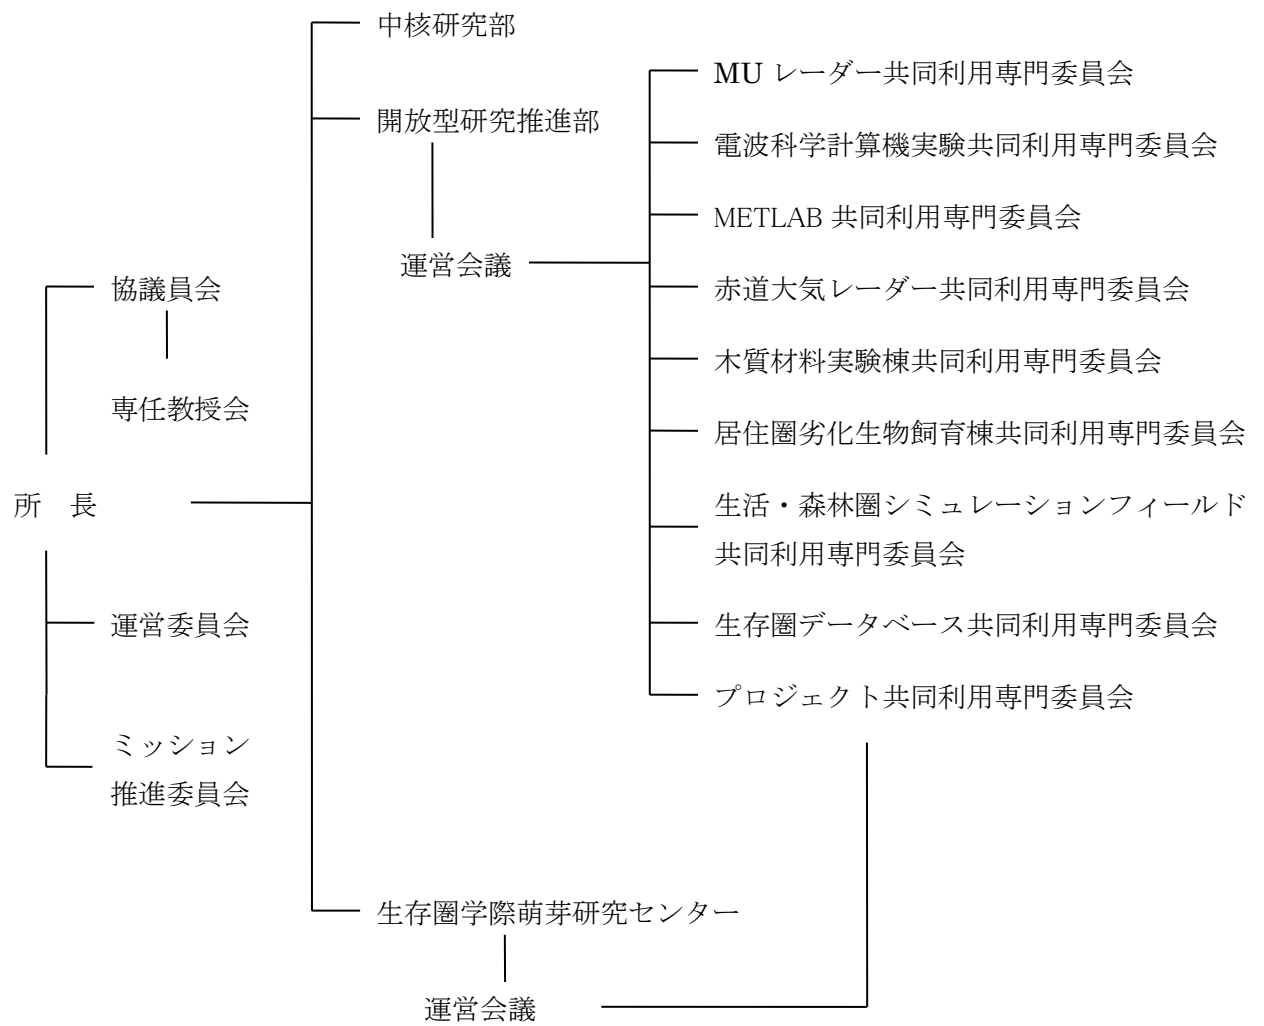 中核研究部
開放型研究推進部
運営会議
MU レーダー共同利用専門委員会
電波科学計算機実験共同利用専門委員会
METLAB 共同利用専門委員会
赤道大気レーダー共同利用専門委員会
木質材料実験棟共同利用専門委員会
居住圏劣化生物飼育棟共同利用専門委員会
生活・森林圏シミュレーションフィールド
共同利用専門委員会
生存圏データベース共同利用専門委員会
プロジェクト共同利用専門委員会
協議員会
専任教授会
所　長
運営委員会
ミッション
推進委員会
生存圏学際萌芽研究センター
運営会議